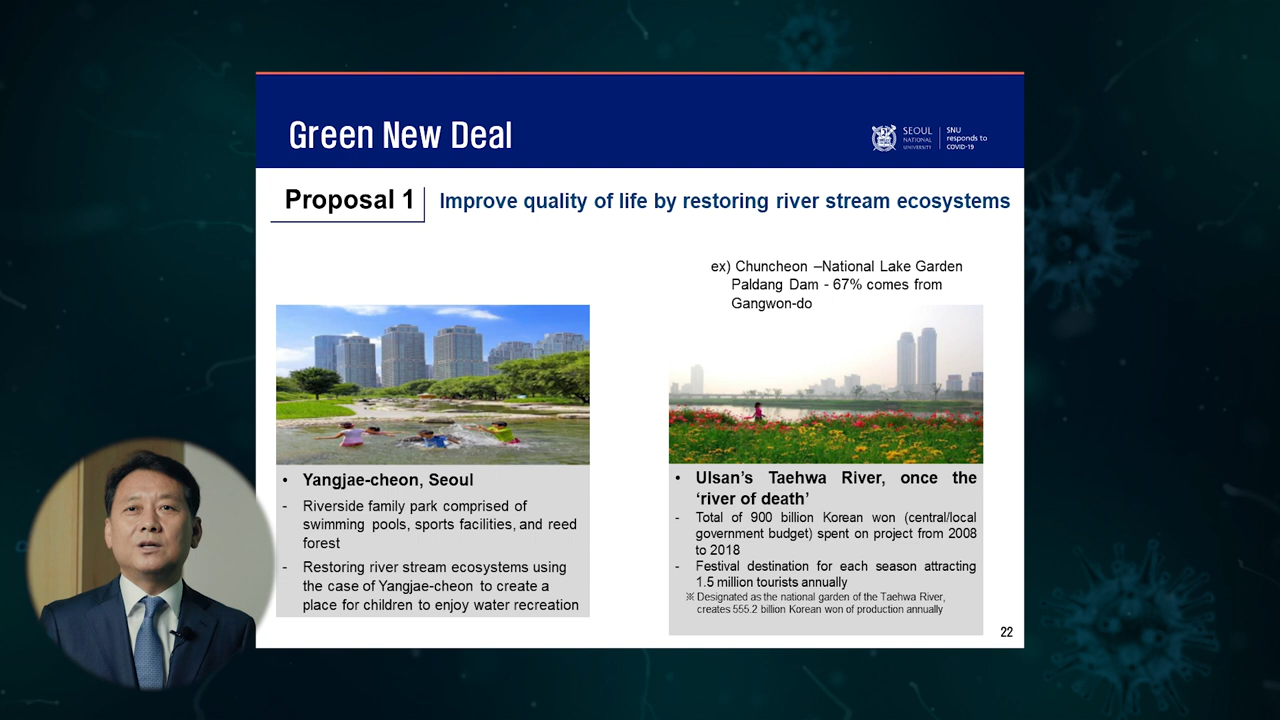 Green New Deal
SEOUL
NATIONAL
UNIVERSITY
SNU
responds to
COVID-19
Proposal 1
Improve quality of life by restoring river stream ecosystems
ex) Chuncheon –National Lake Garden
Paldang Dam - 67% comes from
Gangwon-do
• Yangjae-cheon, Seoul
- Riverside family park comprised of
swimming pools, sports facilities, and reed
forest
- Restoring river stream ecosystems using
the case of Yangjae-cheon to create a
place for children to enjoy water recreation
• Ulsan’s Taehwa River, once the
‘river of death’
- Total of 900 billion Korean won (central/local
government budget) spent on project from 2008
to 2018
- Festival destination for each season attracting
1.5 million tourists annually
※ Designated as the national garden of the Taehwa River,
creates 555.2 billion Korean won of production annually
22